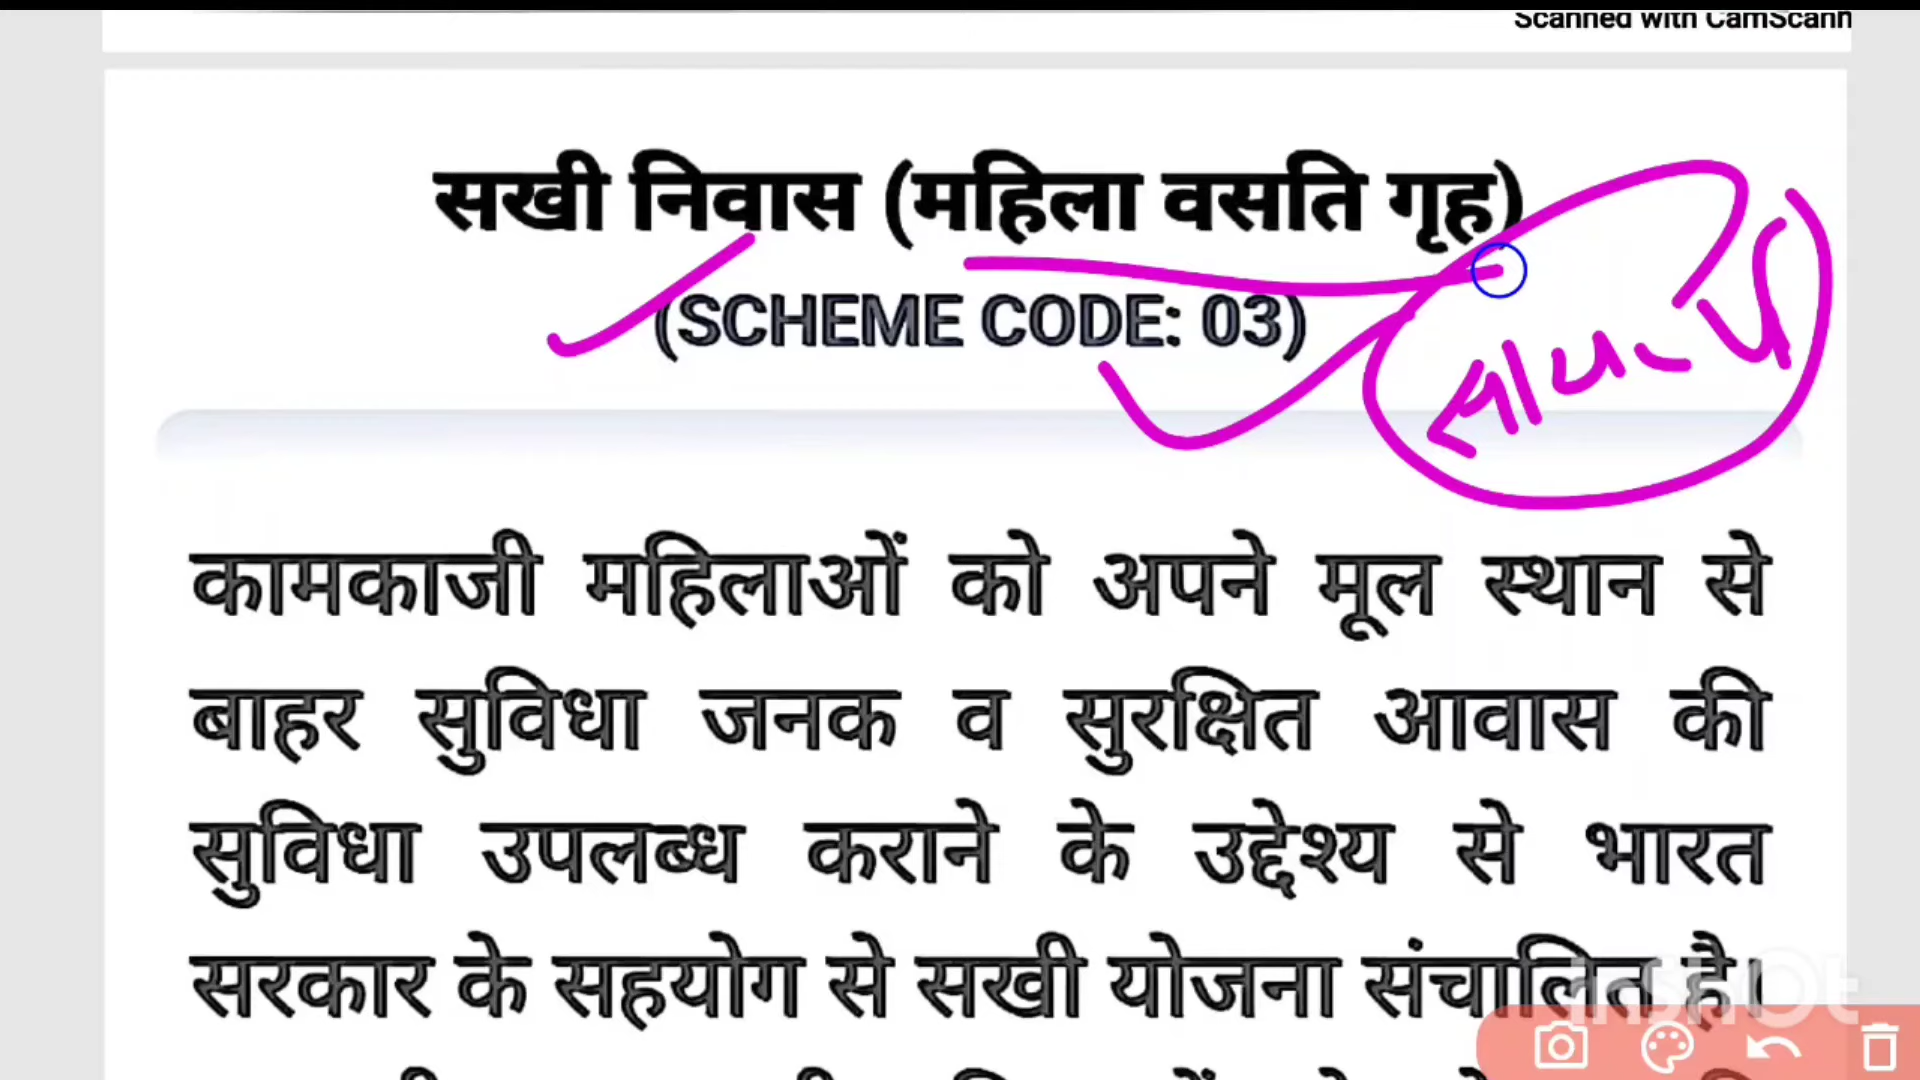 Scanned with CamScann
सखी निवास (महिला वसति गृह)
(SCHEME CODE: 03)
कामकाजी महिलाओं को अपने मूल स्थान से
बाहर सुविधा जनक व सुरक्षित आवास की
सुविधा उपलब्ध कराने के उद्देश्य से भारत
सरकार के सहयोग से सखी योजना संचालित है।
InShOt